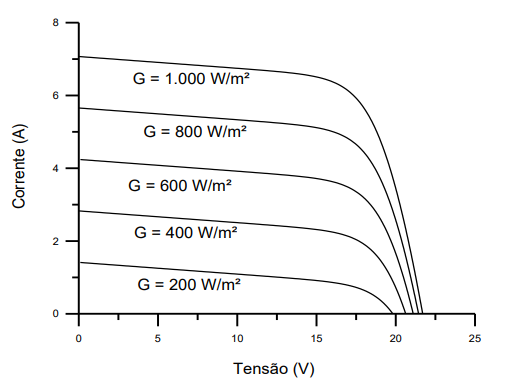 8
6
4
2
0
Corrente (A)
G = 1.000 W/m²
G = 800 W/m²
G = 600 W/m²
G = 400 W/m²
G = 200 W/m²
0 5 10 15 20 25
Tensão (V)